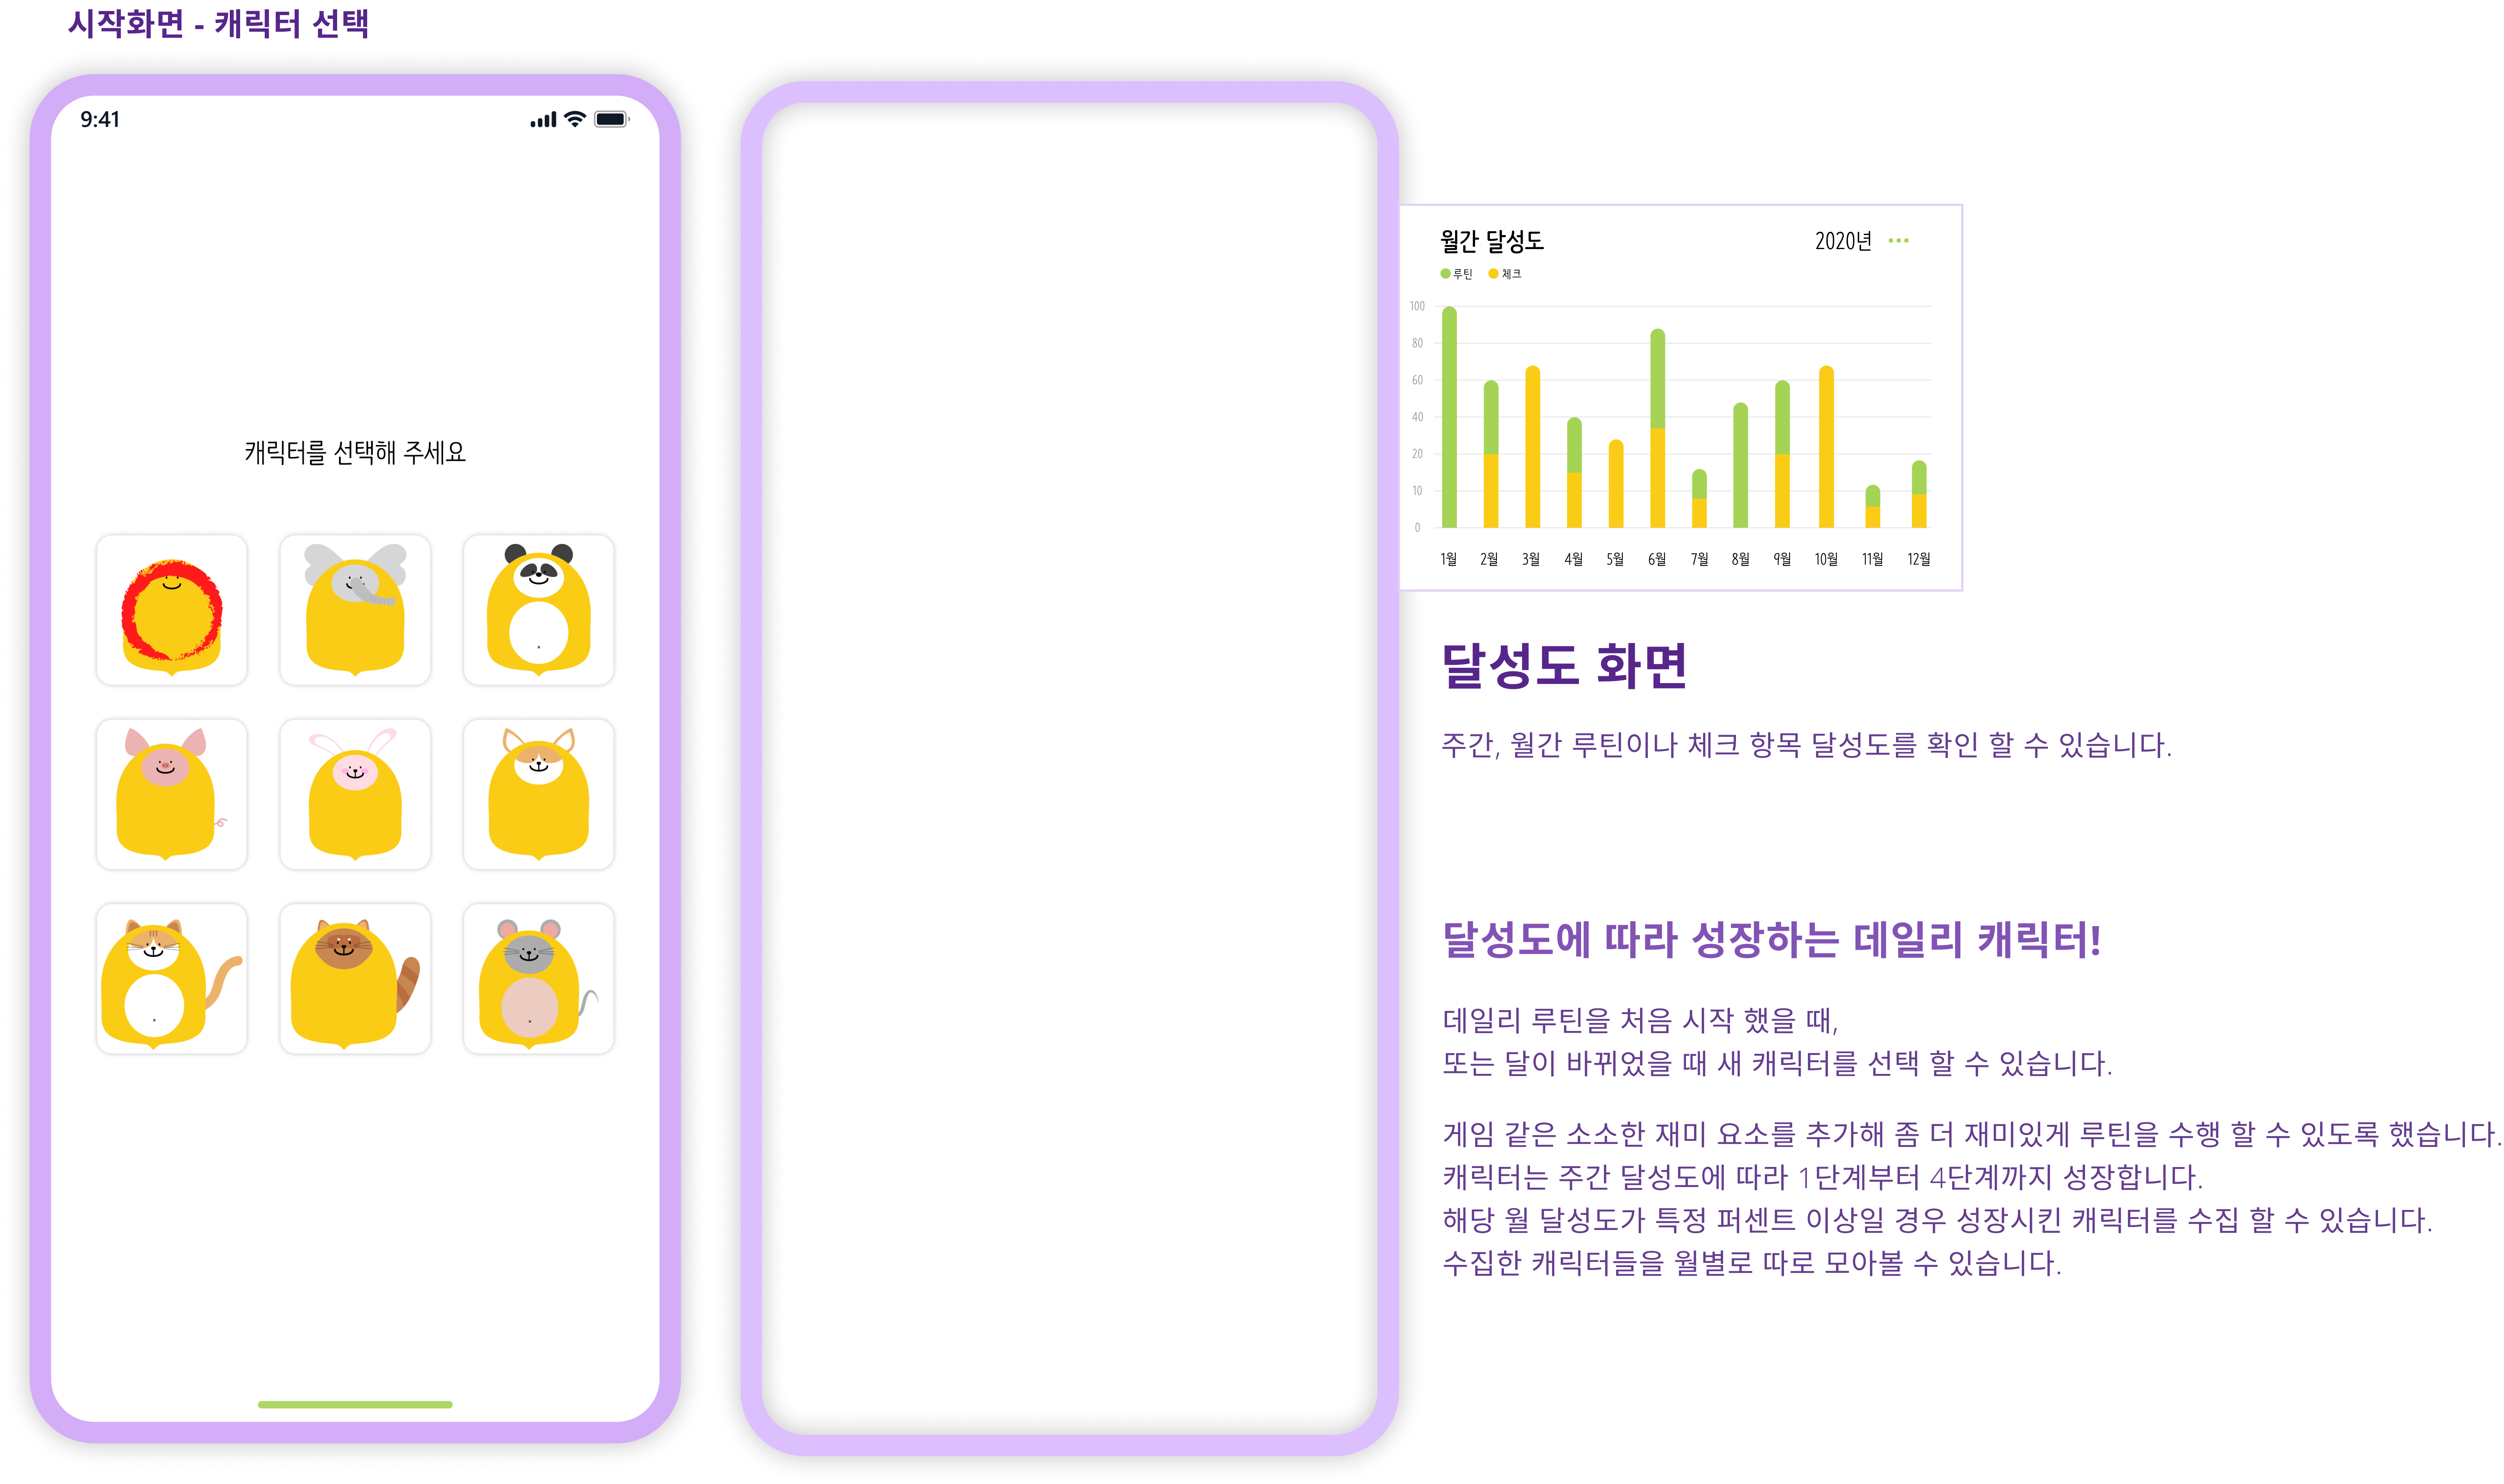 시작화면 - 캐릭터 선택
9:41
캐릭터를 선택해 주세요
월간 달성도
2020년
루틴 체크
100
80
60
40
20
10
0
1월 2월 3월 4월 5월 6월 7월 8월 9월 10월 11월 12월
달성도 화면
주간, 월간 루틴이나 체크 항목 달성도를 확인 할 수 있습니다.
달성도에 따라 성장하는 데일리 캐릭터!
데일리 루틴을 처음 시작 했을 때,
또는 달이 바뀌었을 때 새 캐릭터를 선택 할 수 있습니다.
게임 같은 소소한 재미 요소를 추가해 좀 더 재미있게 루틴을 수행 할 수 있도록 했습니다.
캐릭터는 주간 달성도에 따라 1단계부터 4단계까지 성장합니다.
해당 월 달성도가 특정 퍼센트 이상일 경우 성장시킨 캐릭터를 수집 할 수 있습니다.
수집한 캐릭터들을 월별로 따로 모아볼 수 있습니다.